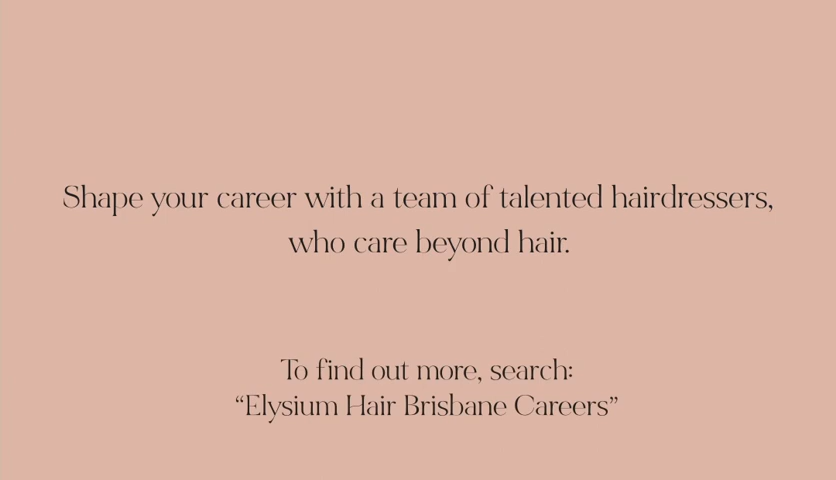 Shape your career with a team of talented hairdressers,
who care beyond hair.
To find out more, search:
“Elysium Hair Brisbane Careers”